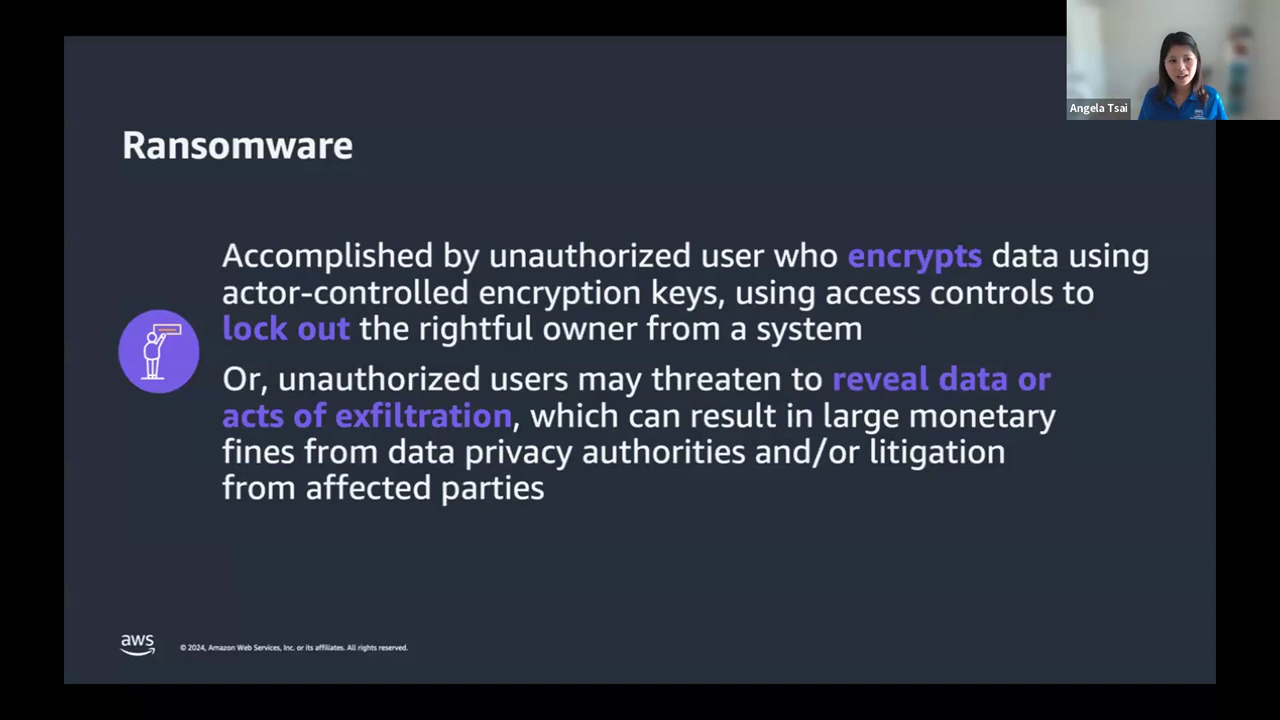 Angela Tsai
Ransomware
Accomplished by unauthorized user who encrypts data using
actor-controlled encryption keys, using access controls to
lock out the rightful owner from a system
Or, unauthorized users may threaten to reveal data or
acts of exfiltration, which can result in large monetary
fines from data privacy authorities and/or litigation
from affected parties
aws
© 2024, Amazon Web Services, Inc. or its affiliates. All rights reserved.